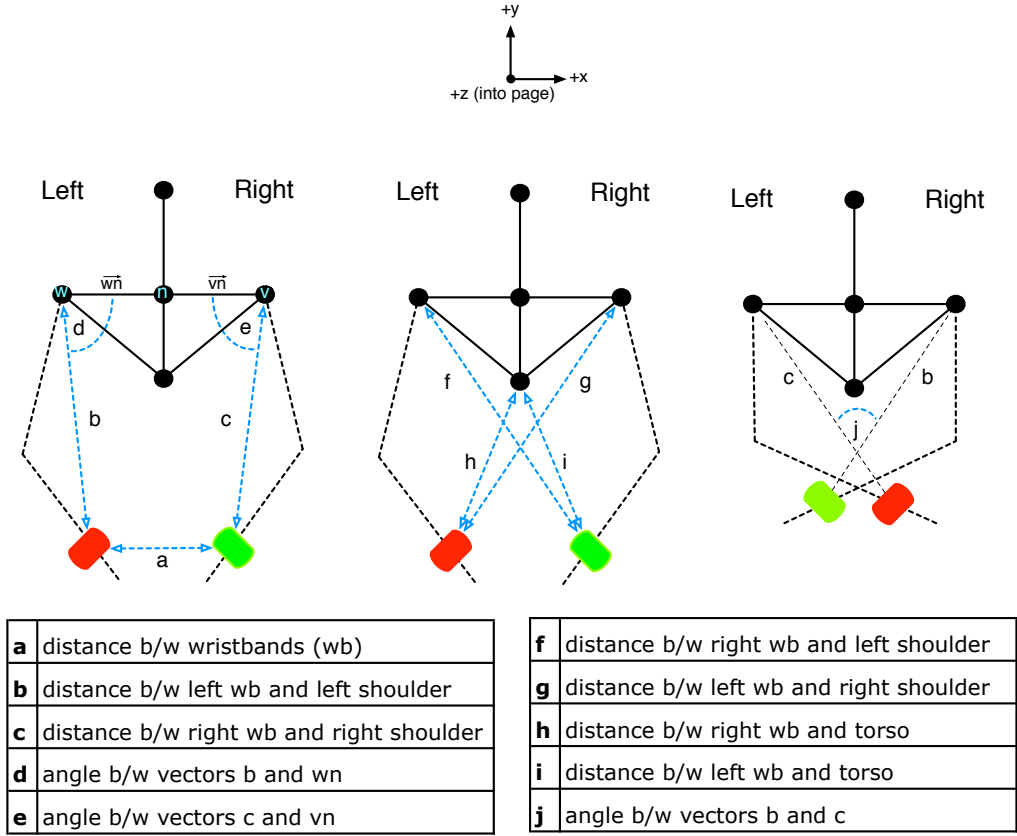 +y
+x
+z (into page)
Left Right
w wn n vn v
d e
b c
a
Left Right
f g
h i
Left Right
c b
j
a distance b/w wristbands (wb)
b distance b/w left wb and left shoulder
c distance b/w right wb and right shoulder
d angle b/w vectors b and wn
e angle b/w vectors c and vn
f distance b/w right wb and left shoulder
g distance b/w left wb and right shoulder
h distance b/w right wb and torso
i distance b/w left wb and torso
j angle b/w vectors b and c